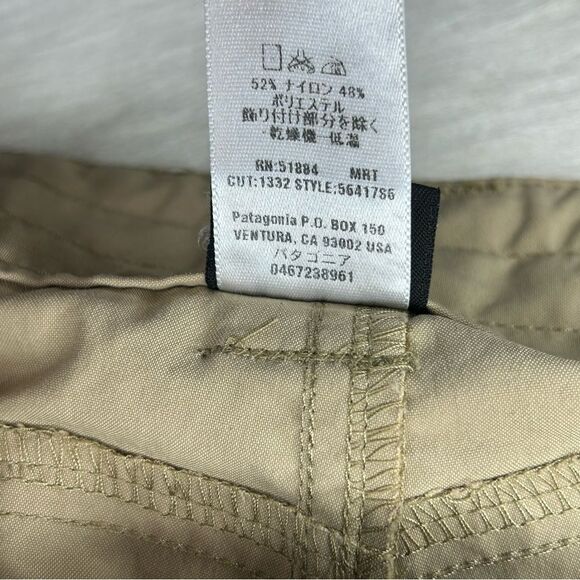 52% ナイロン 48%
ポリエステル
飾り付け部分を除く
乾燥機 低温
RN:51884 MRT
CUT:1332 STYLE:56417S6
Patagonia P.O. BOX 150
VENTURA, CA 93002 USA
パタゴニア
0467238961